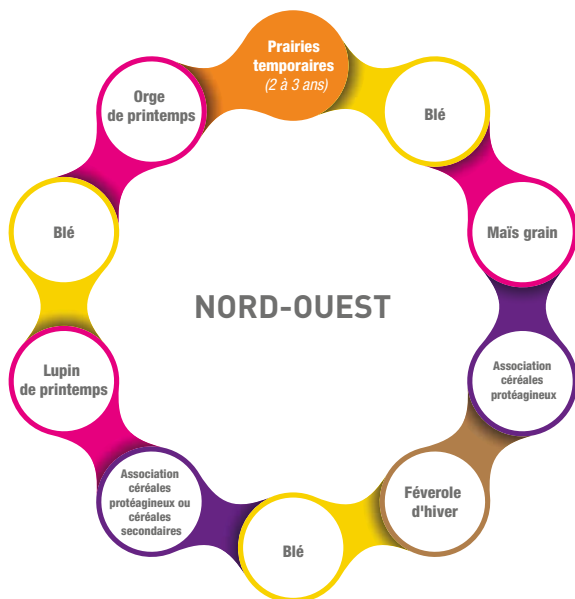 Prairies
temporaires
(2 à 3 ans)
Blé
Maïs grain
Association
céréales
protéagineux
Féverole
d'hiver
Blé
Association
céréales
protéagineux ou
céréales
secondaires
Lupin
de printemps
Blé
Orge
de printemps
NORD-OUEST